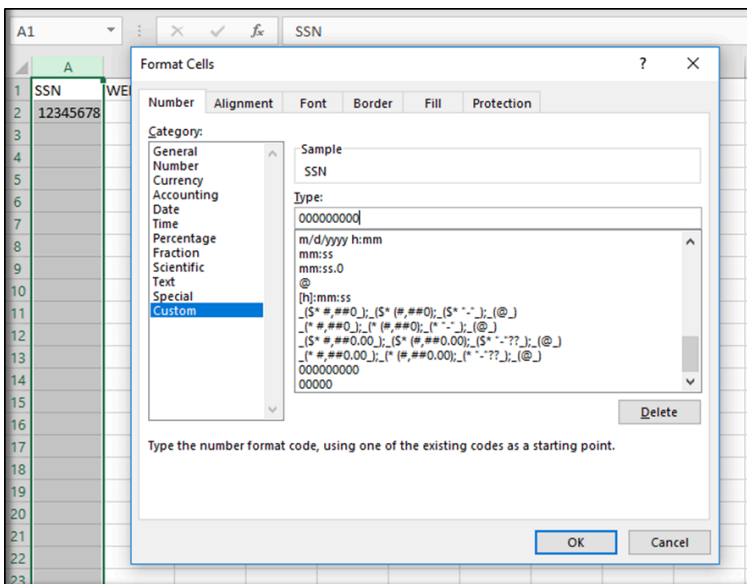 A1
fx
SSN
A
1
SSN
WEI
2
12345678
3
4
5
6
7
8
9
10
11
12
13
14
15
16
17
18
19
20
21
22
23
Format Cells
?
Number Alignment Font Border Fill Protection
Category:
General
Number
Currency
Accounting
Date
Time
Percentage
Fraction
Scientific
Text
Special
Custom
Sample
SSN
Type:
000000000
m/d/yyyy h:mm
mm:ss
mm:ss.0
@
[h]:mm:ss
_($* #,##0_);_($* (#,##0);_($* "-"_);_(@_)
_(* #,##0_);_(* (#,##0);_(* "-"_);_(@_)
_($* #,##0.00_);_($* (#,##0.00);_($* "-"??_);_(@_)
_(* #,##0.00_);_(* (#,##0.00);_(* "-"??_);_(@_)
000000000
00000
Delete
Type the number format code, using one of the existing codes as a starting point.
OK Cancel